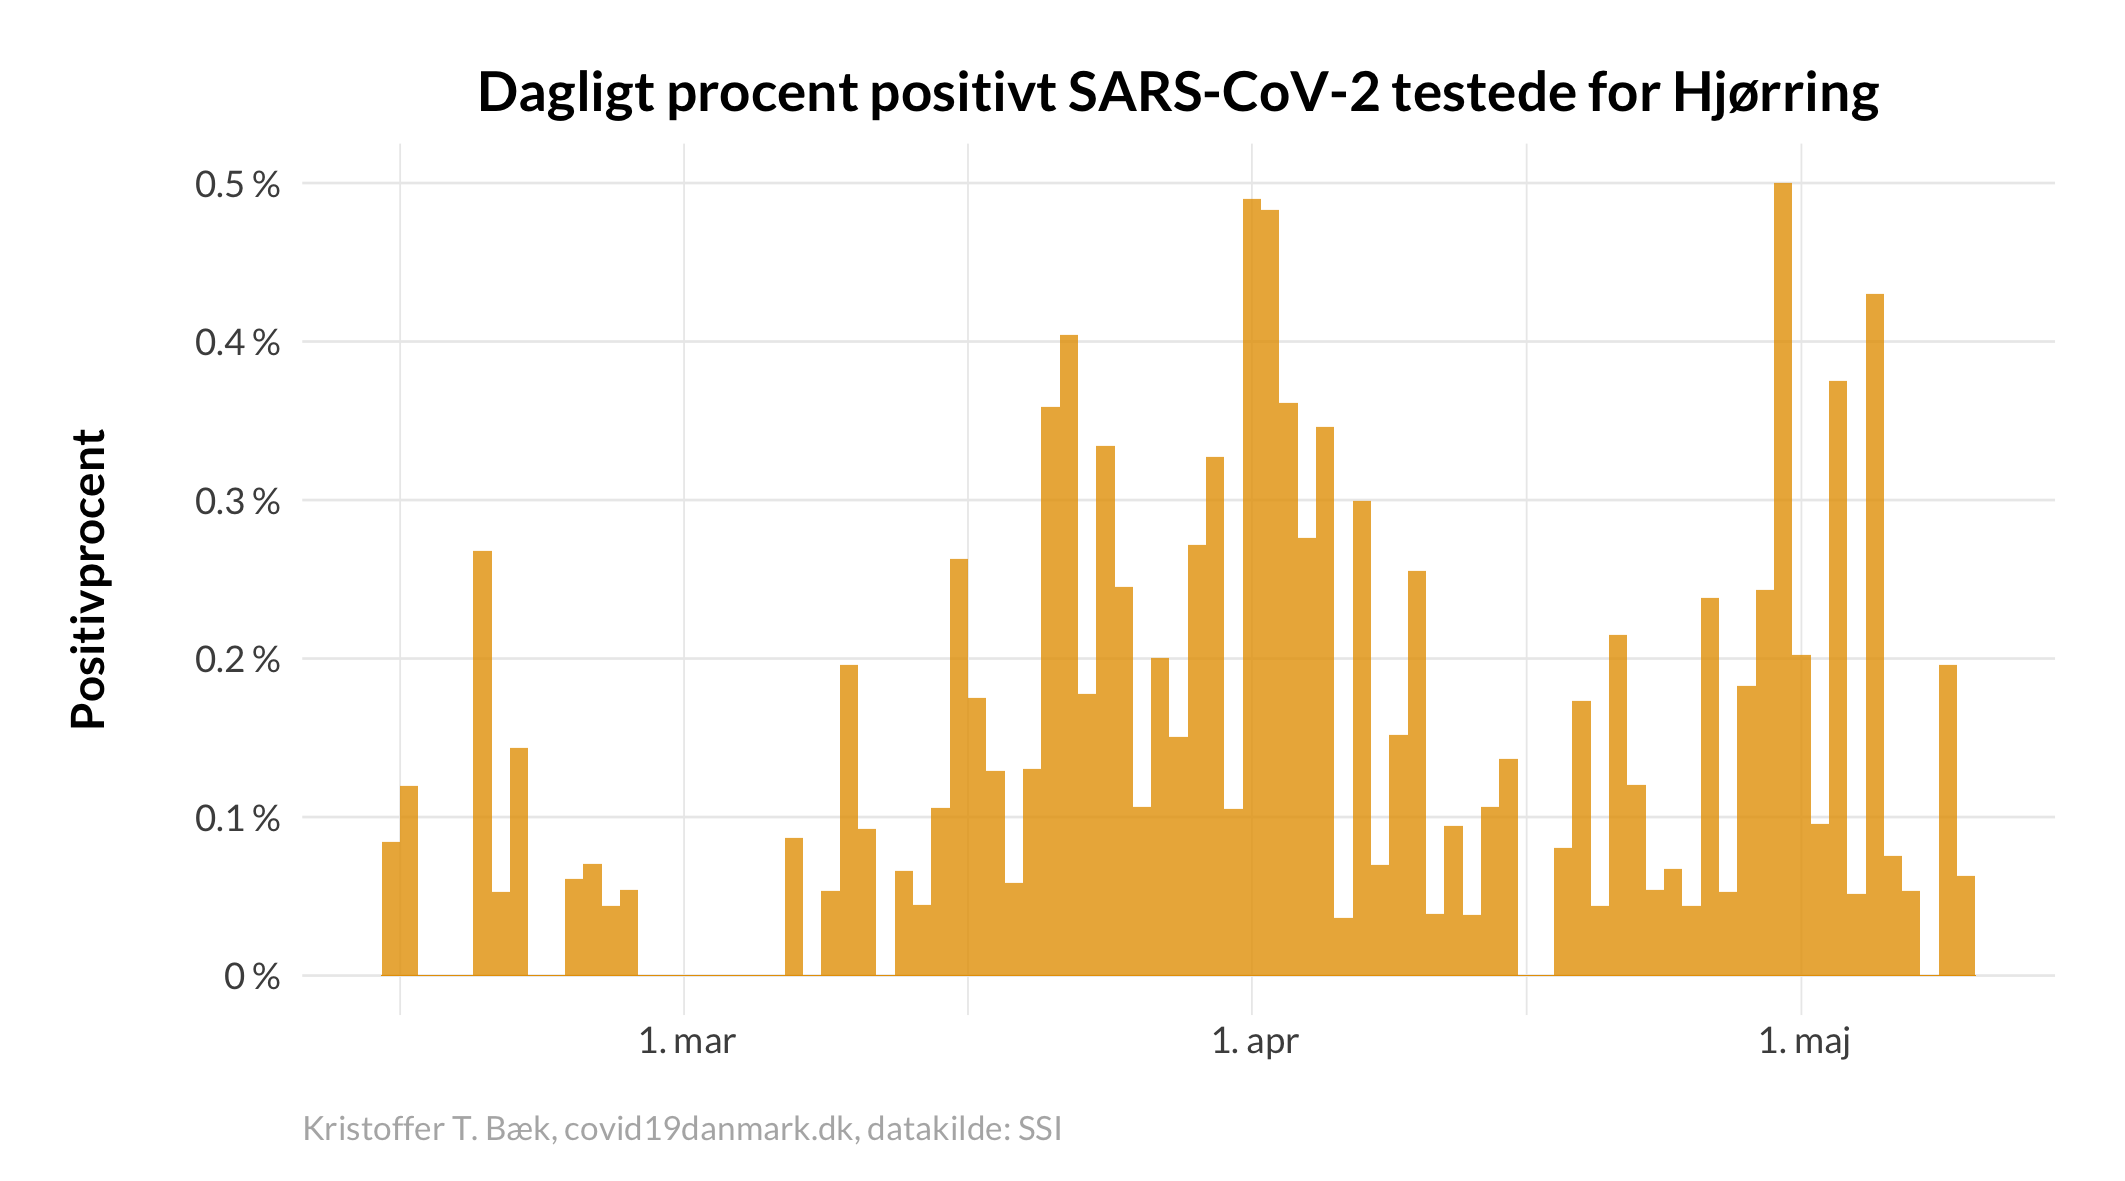 Dagligt procent positivt SARS-CoV-2 testede for Hjørring
Positivprocent
0.5 %
0.4 %
0.3 %
0.2 %
0.1 %
0 %
1. mar
1. apr
1. maj
Kristoffer T. Bæk, covid19danmark.dk, datakilde: SSI